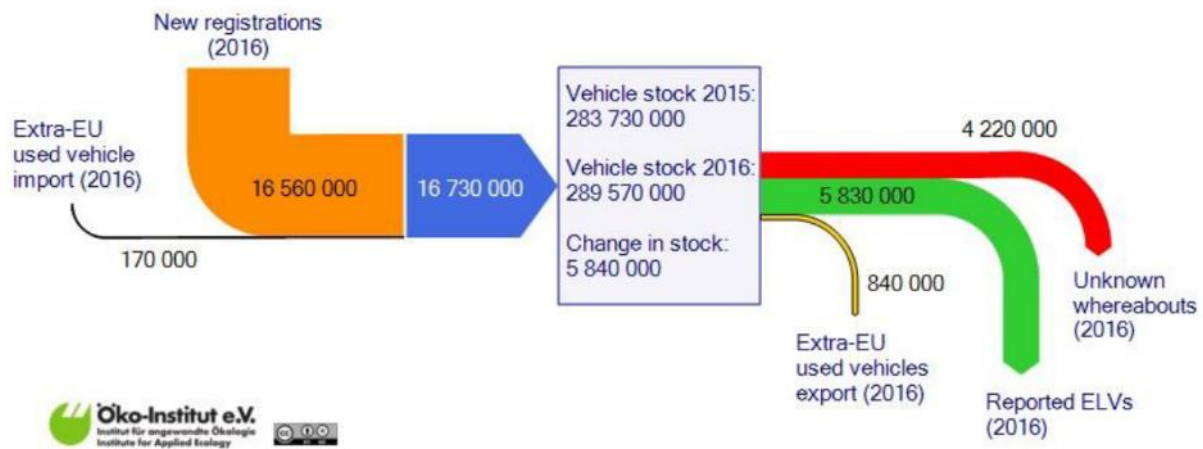 New registrations
(2016)
Extra-EU
used vehicle
import (2016)
16 560 000
170 000
16 730 000
Vehicle stock 2015:
283 730 000
Vehicle stock 2016:
289 570 000
Change in stock:
5 840 000
4 220 000
5 830 000
840 000
Unknown
whereabouts
(2016)
Extra-EU
used vehicles
export (2016)
Reported ELVs
(2016)
Öko-Institut e.V.
Institut für angewandte Ökologie
Institute for Applied Ecology